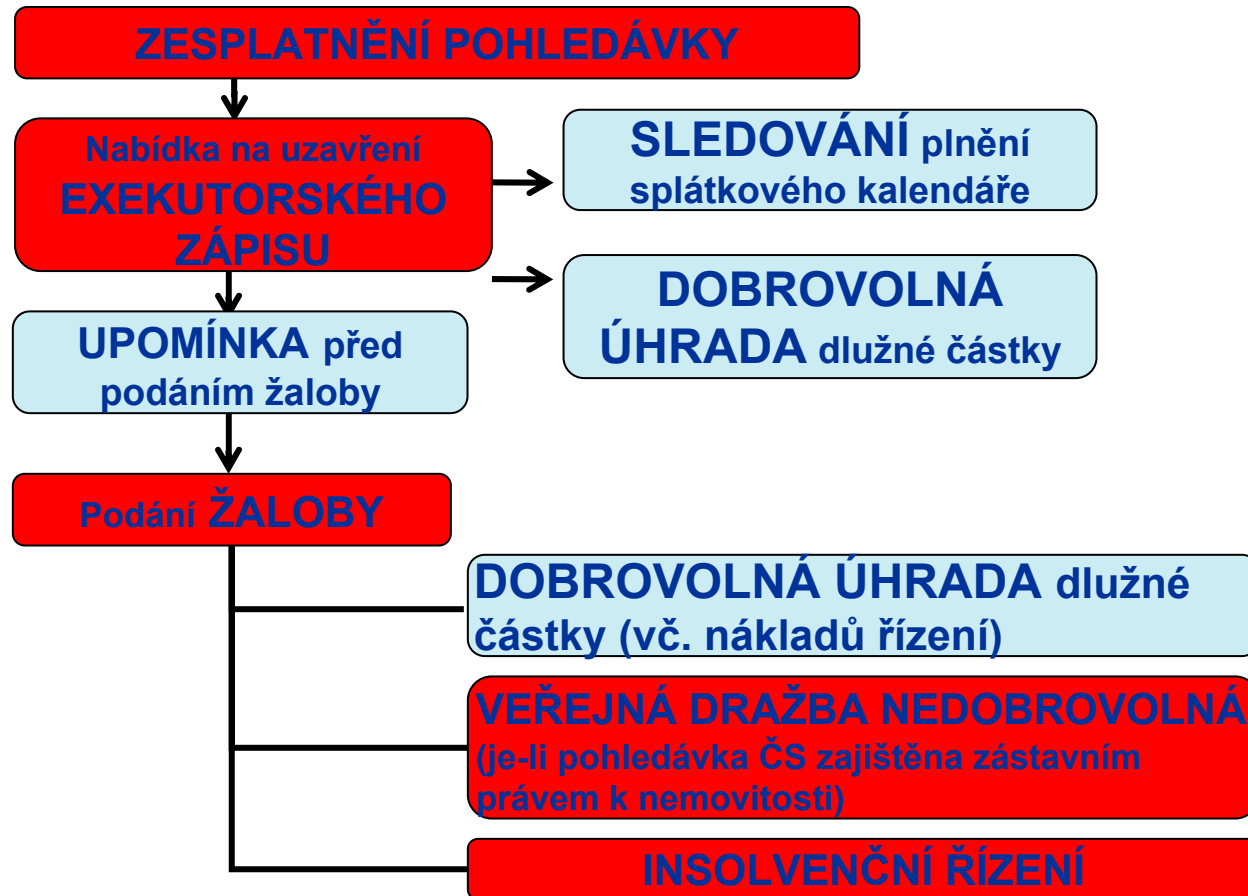 ZESPLATNĚNÍ POHLEDÁVKY
Nabídka na uzavření
EXEKUTORSKÉHO
ZÁPISU
SLEDOVÁNÍ plnění
splátkového kalendáře
DOBROVOLNÁ
ÚHRADA dlužné částky
UPOMÍNKA před
podáním žaloby
Podání ŽALOBY
DOBROVOLNÁ ÚHRADA dlužné
částky (vč. nákladů řízení)
VEŘEJNÁ DRAŽBA NEDOBROVOLNÁ
(je-li pohledávka ČS zajištěna zástavním
právem k nemovitosti)
INSOLVENČNÍ ŘÍZENÍ